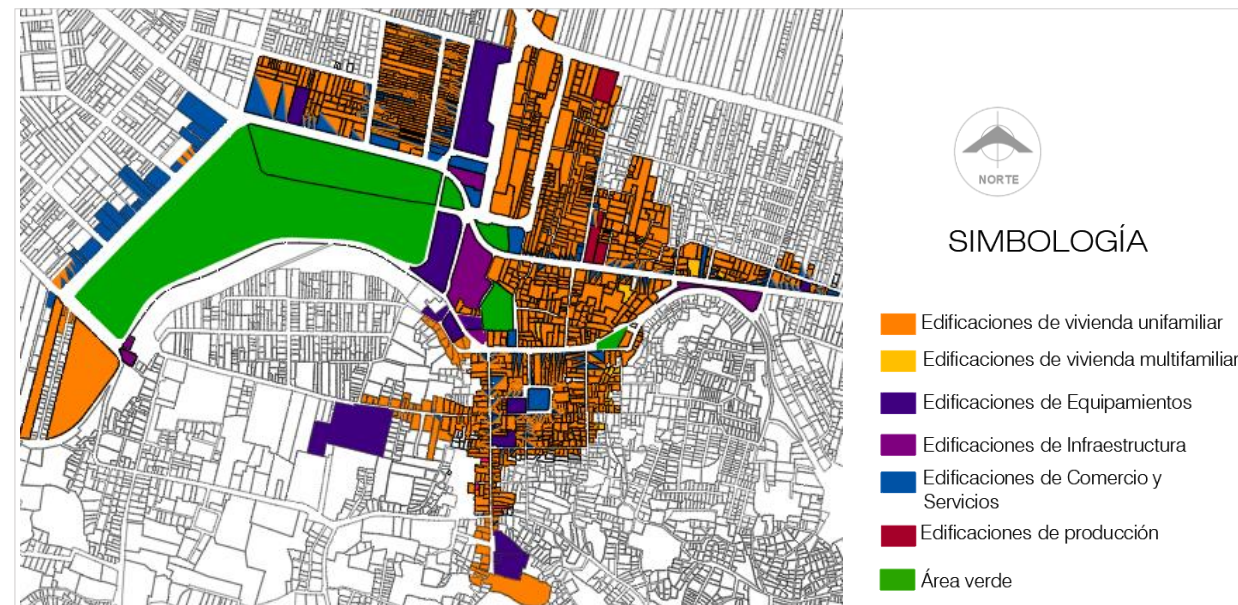 NORTE
SIMBOLOGÍA
Edificaciones de vivienda unifamiliar
Edificaciones de vivienda multifamiliar
Edificaciones de Equipamientos
Edificaciones de Infraestructura
Edificaciones de Comercio y
Servicios
Edificaciones de producción
Área verde